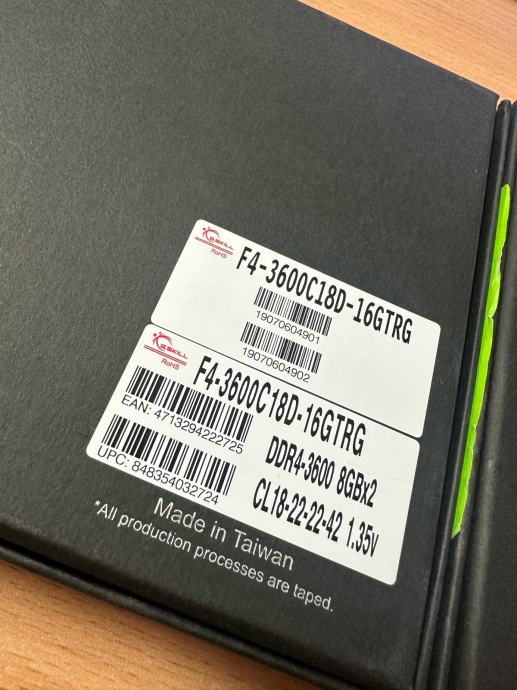 G.SKILL
RoHS
F4-3600C18D-16GTRG
19070604901
19070604902
G.SKILL
RoHS
F4-3600C18D-16GTRG
EAN: 4713294222725
DDR4-3600 8GBx2
UPC: 848354032724
CL18-22-22-42 1.35v
Made in Taiwan
*All production processes are taped.